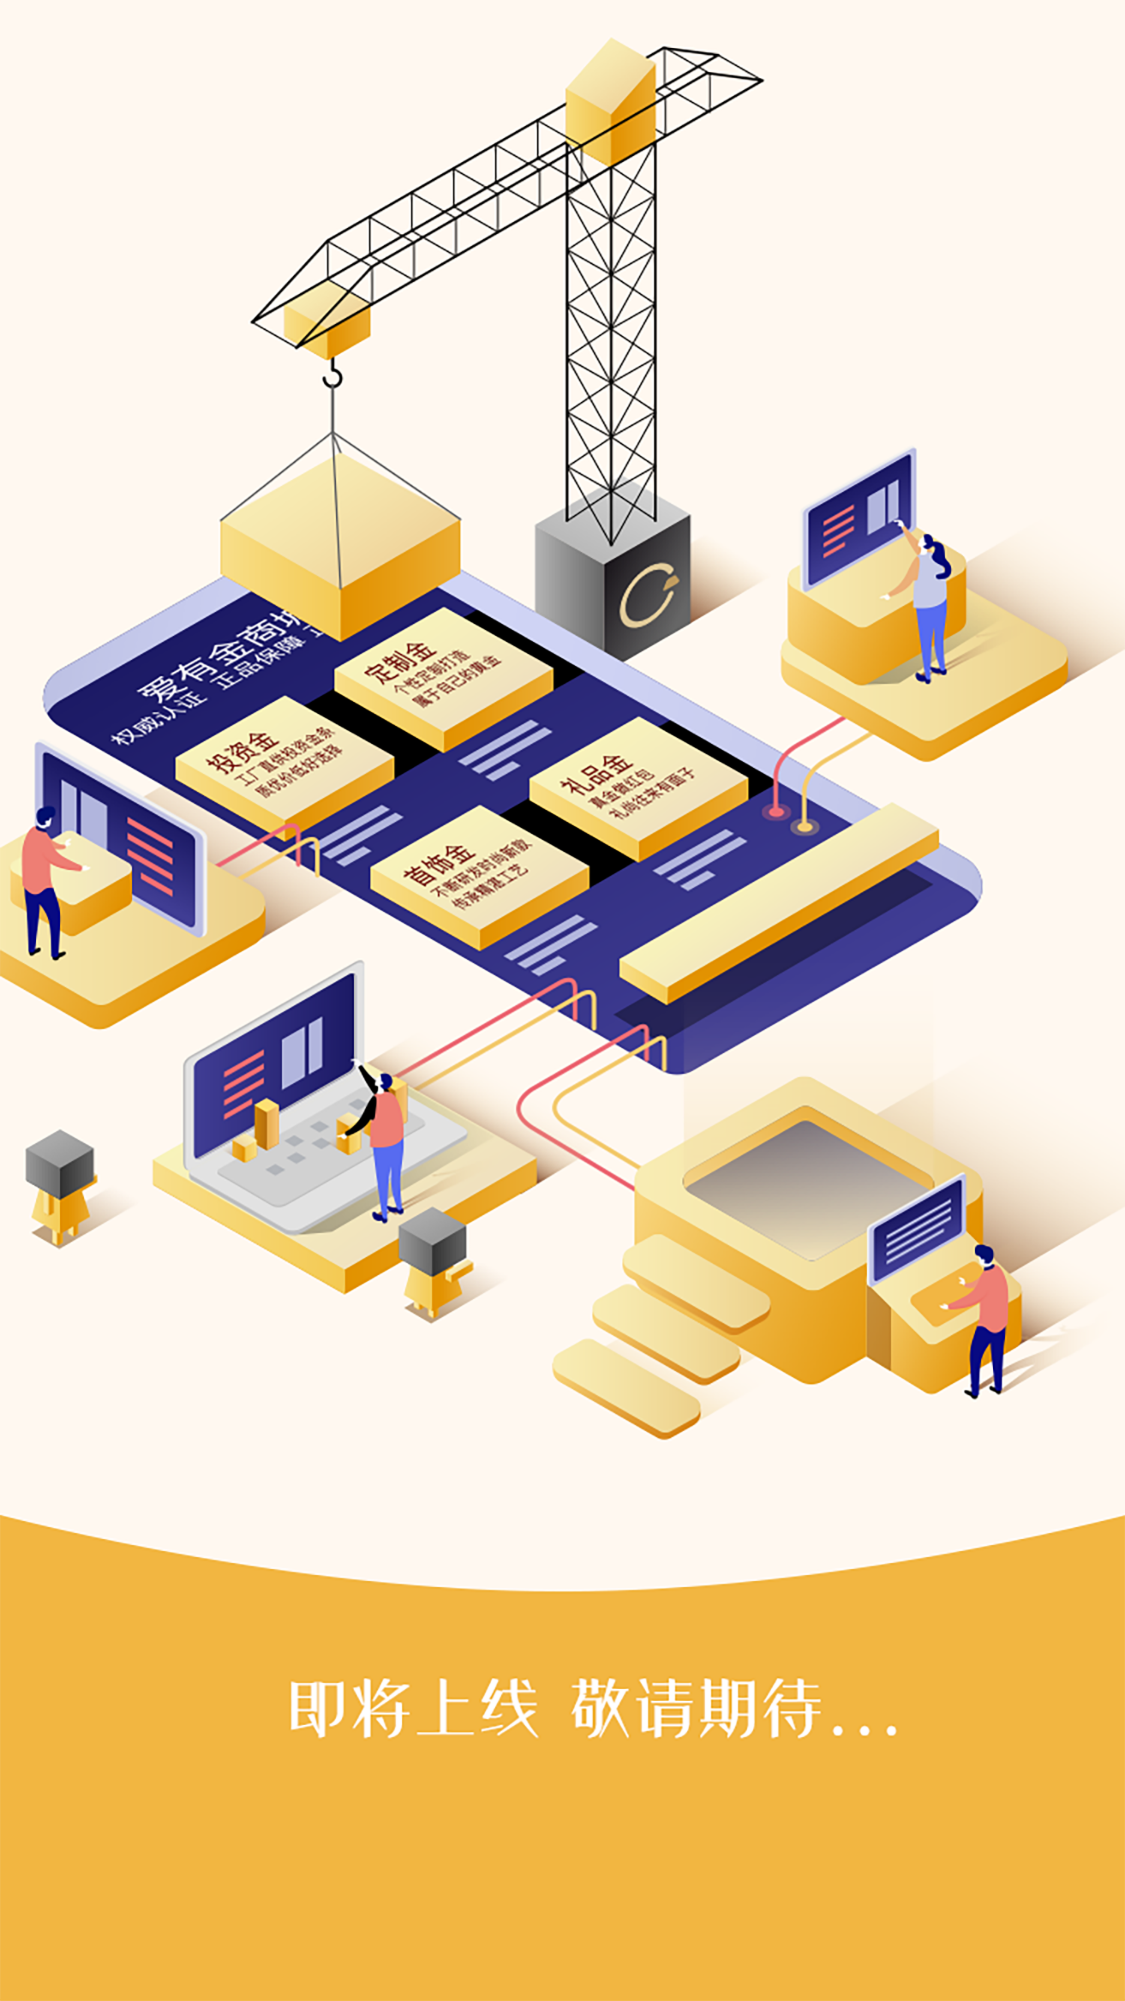 爱有金商城
权威认证 正品保障
定制金
个性定制打造
属于自己的黄金
投资金
工厂直供投资金条
质优价低好选择
礼品金
真金做红包
礼尚往来有面子
首饰金
不断研发时尚新款
传承精湛工艺
即将上线 敬请期待...